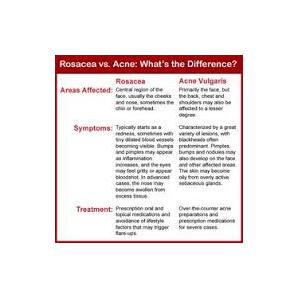 Rosacea vs. Acne: What's the Difference?
Rosacea
Acne Vulgaris
Areas Affected:
Central region of the
face, usually the cheeks
and nose, sometimes the
chin or forehead.
Primarily the face, but
the back, chest and
shoulders may also be
affected to a lesser
degree.
Symptoms:
Typically starts as a
redness, sometimes with
tiny dilated blood vessels
becoming visible. Bumps
and pimples may appear
as inflammation
increases, and the eyes
may feel gritty or appear
bloodshot. In advanced
cases, the nose may
become swollen from
excess tissue.
Characterized by a great
variety of lesions, with
blackheads often
predominant. Pimples,
bumps and nodules may
also develop on the face
and other affected areas.
The skin may become
oily from overly active
sebaceous glands.
Treatment:
Prescription oral and
topical medications and
avoidance of lifestyle
factors that may trigger
flare-ups.
Over-the-counter acne
preparations and
prescription medications
for severe cases.